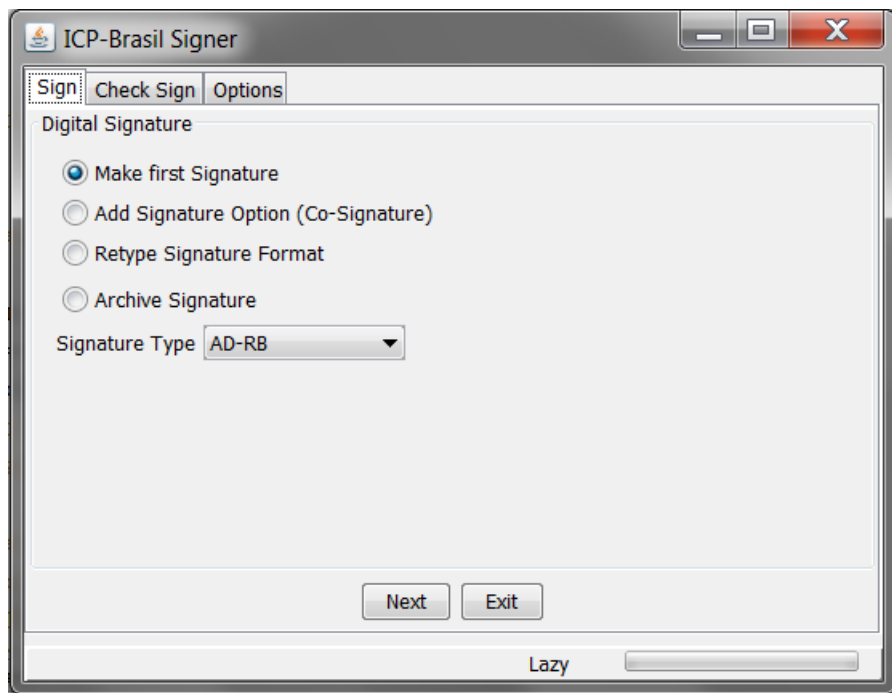 ICP-Brasil Signer
Sign Check Sign Options
Digital Signature
Make first Signature
Add Signature Option (Co-Signature)
Retype Signature Format
Archive Signature
Signature Type AD-RB
Next Exit
Lazy